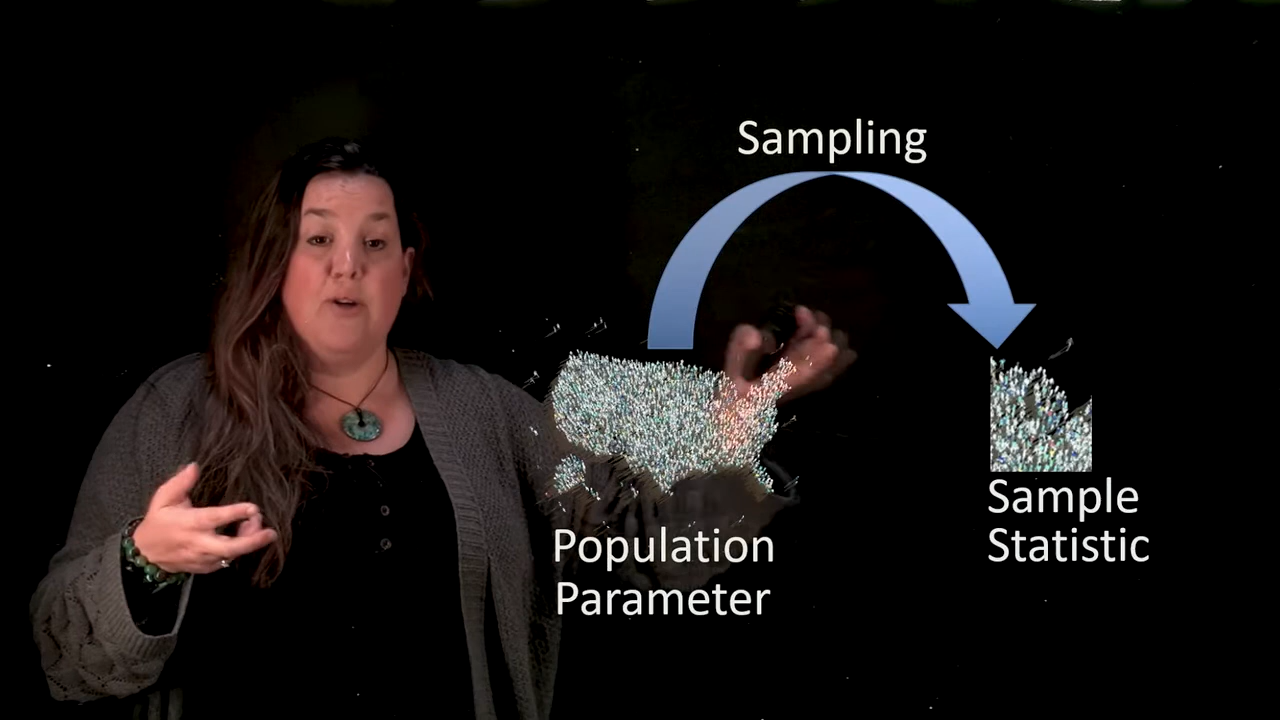 Sampling
Population
Parameter
Sample
Statistic